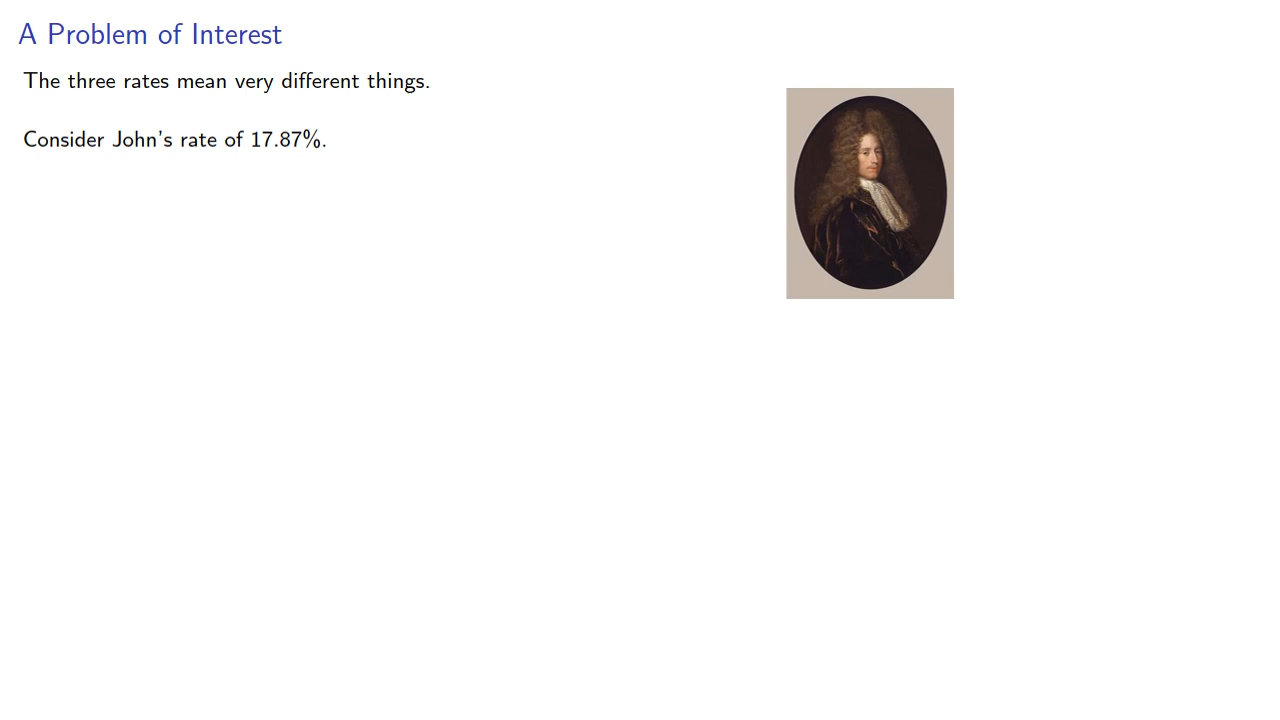 A Problem of Interest
The three rates mean very different things.
Consider John's rate of 17.87%.